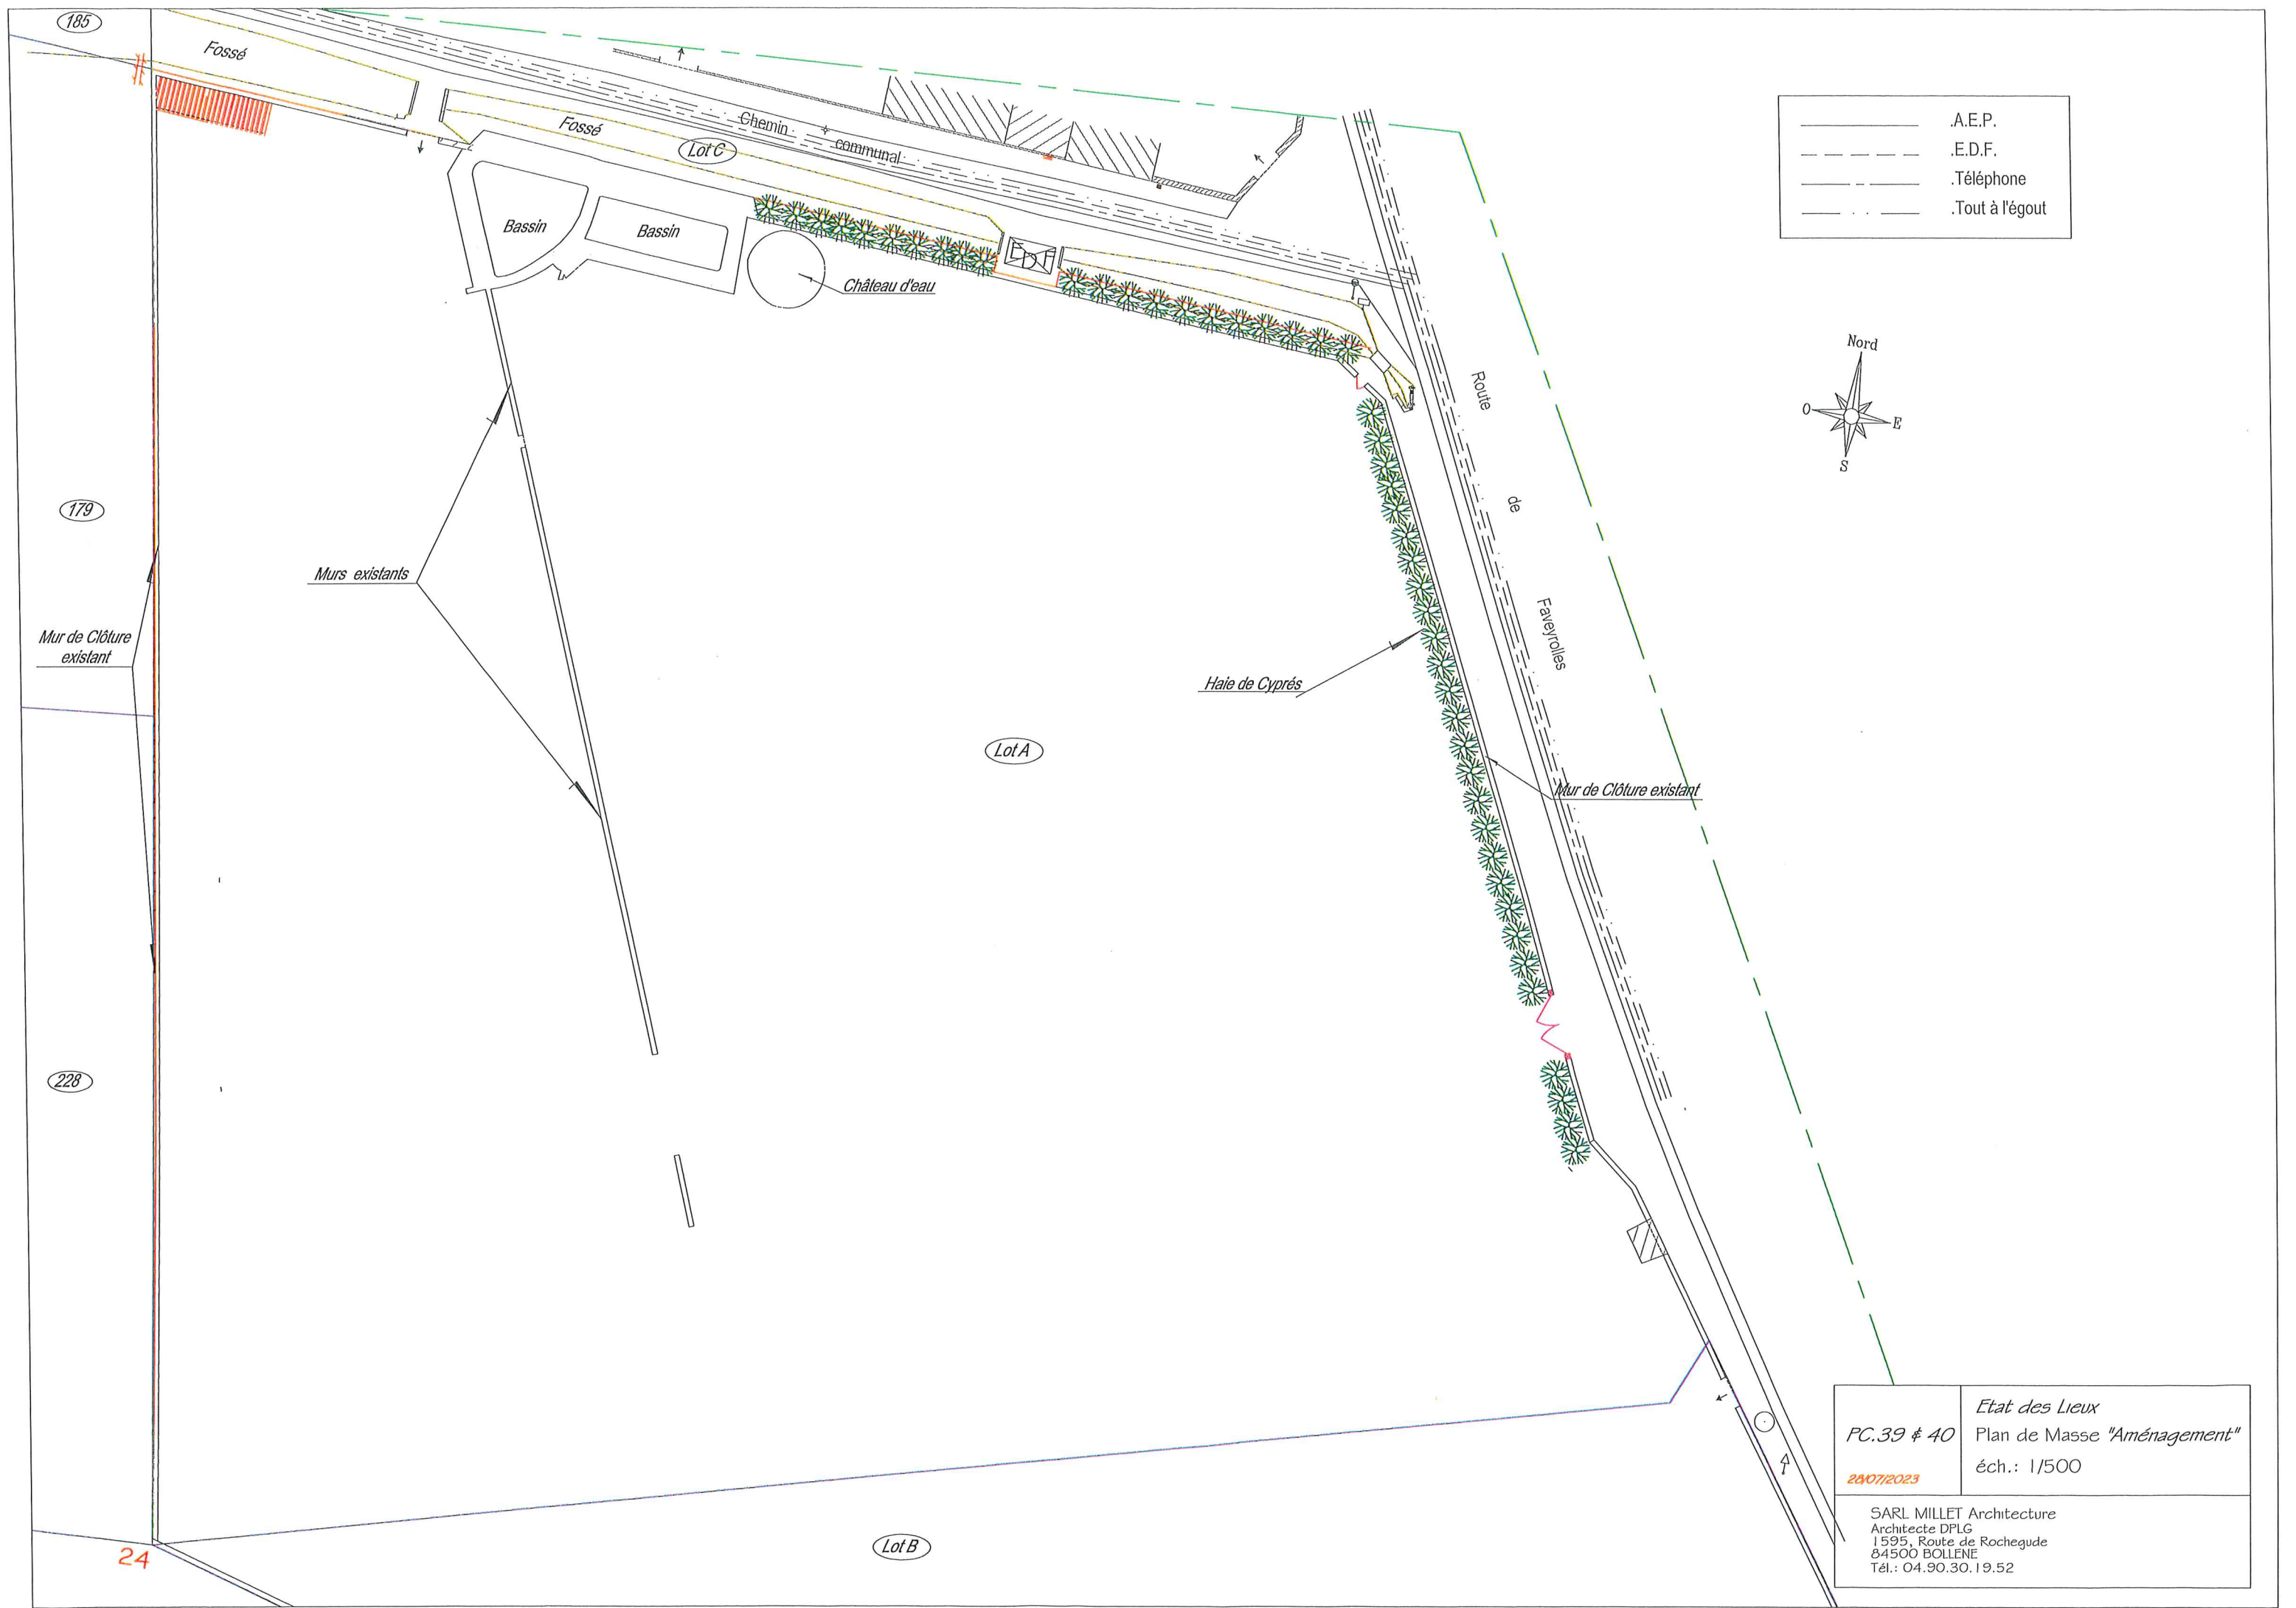 185
Fossé
Fossé
Lot C
Chemin
communal
Bassin
Bassin
EDF
Château d'eau
.A.E.P.
.E.D.F.
.Téléphone
.Tout à l'égout
Nord
O
E
S
Route
de
Faveyrolles
179
Murs existants
Mur de Clôture
existant
Haie de Cyprés
Lot A
Mur de Clôture existant
228
24
Lot B
PC.39 & 40
28/07/2023
Etat des Lieux
Plan de Masse "Aménagement"
éch.: 1/500
SARL MILLET Architecture
Architecte DPLG
1595, Route de Rochegude
84500 BOLLENE
Tél.: 04.90.30.19.52